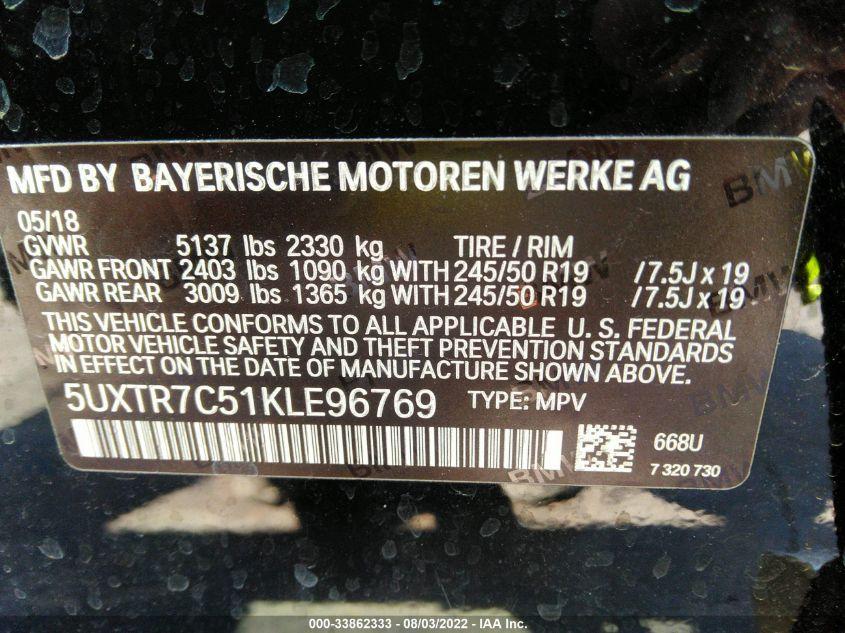 MFD BY BAYERISCHE MOTOREN WERKE AG
05/18
GVWR 5137 lbs 2330 kg TIRE / RIM
GAWR FRONT 2403 lbs 1090 kg WITH 245/50 R19 /7.5J x 19
GAWR REAR 3009 lbs 1365 kg WITH 245/50 R19 /7.5J x 19
THIS VEHICLE CONFORMS TO ALL APPLICABLE U. S. FEDERAL
MOTOR VEHICLE SAFETY AND THEFT PREVENTION STANDARDS
IN EFFECT ON THE DATE OF MANUFACTURE SHOWN ABOVE.
5UXTR7C51KLE96769 TYPE: MPV
668U
7 320 730
BMW
000-33862333 - 08/03/2022 - IAA Inc.